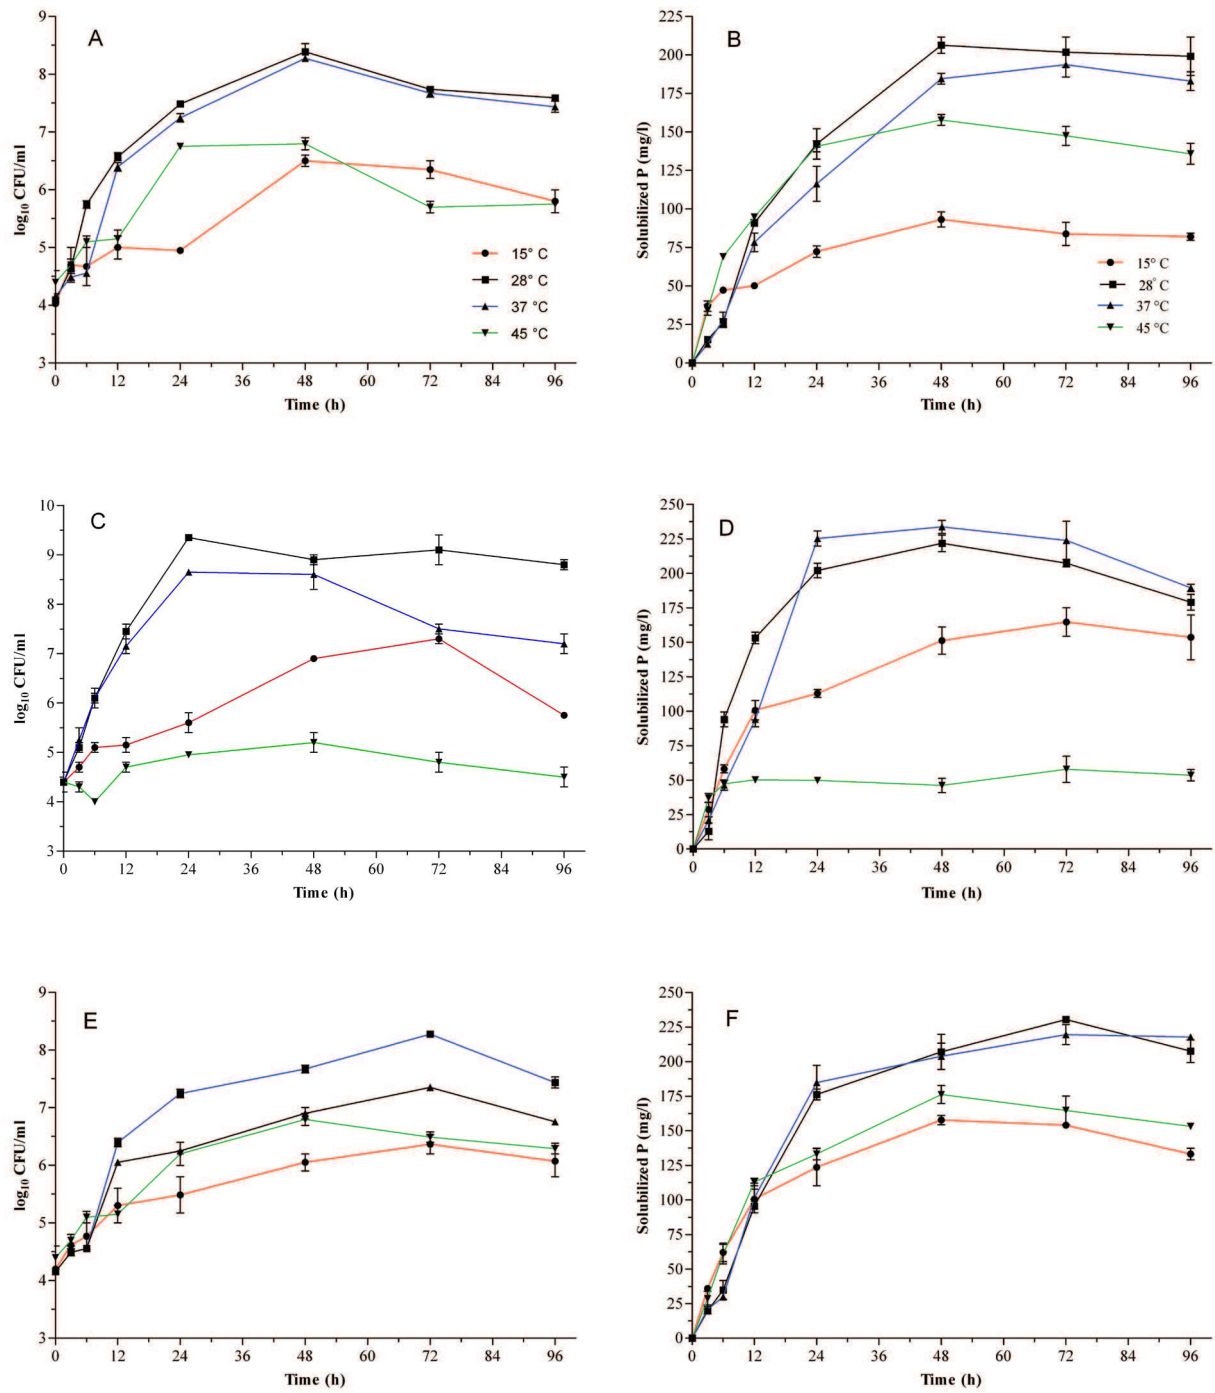 A
log10 CFU/ml
9
8
7
6
5
4
3
15° C
28° C
37 °C
45 °C
0 12 24 36 48 60 72 84 96
Time (h)
B
Solubilized P (mg/l)
225
200
175
150
125
100
75
50
25
0
15° C
28° C
37 °C
45 °C
0 12 24 36 48 60 72 84 96
Time (h)
C
log10 CFU/ml
10
9
8
7
6
5
4
3
0 12 24 36 48 60 72 84 96
Time (h)
D
Solubilized P (mg/l)
250
225
200
175
150
125
100
75
50
25
0
0 12 24 36 48 60 72 84 96
Time (h)
E
log10 CFU/ml
9
8
7
6
5
4
3
0 12 24 36 48 60 72 84 96
Time (h)
F
Solubilized P (mg/l)
250
225
200
175
150
125
100
75
50
25
0
0 12 24 36 48 60 72 84 96
Time (h)